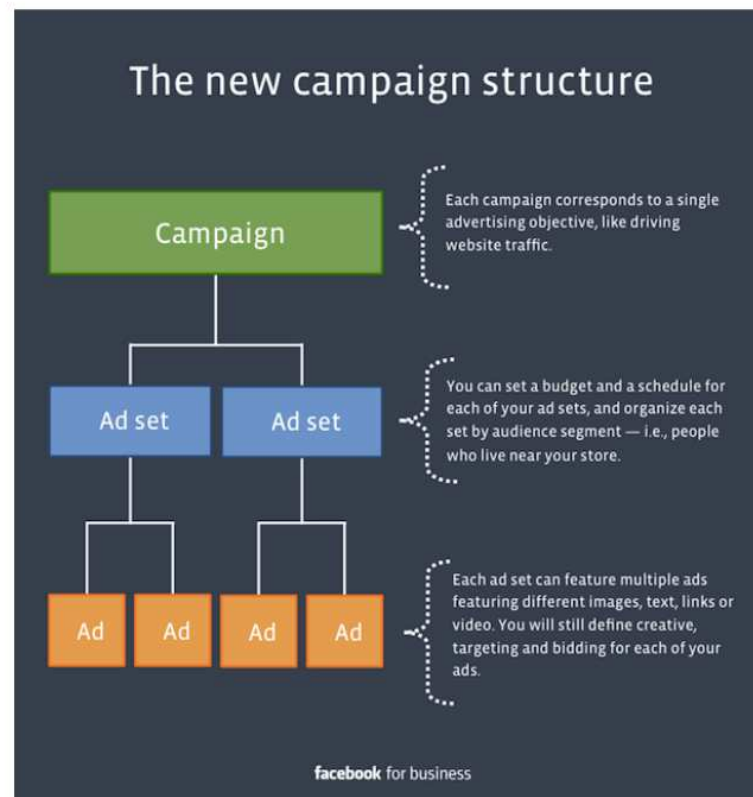 The new campaign structure
Campaign
Each campaign corresponds to a single
advertising objective, like driving
website traffic.
Ad set
Ad set
You can set a budget and a schedule for
each of your ad sets, and organize each
set by audience segment — i.e., people
who live near your store.
Ad
Ad
Ad
Ad
Each ad set can feature multiple ads
featuring different images, text, links or
video. You will still define creative,
targeting and bidding for each of your
ads.
facebook for business